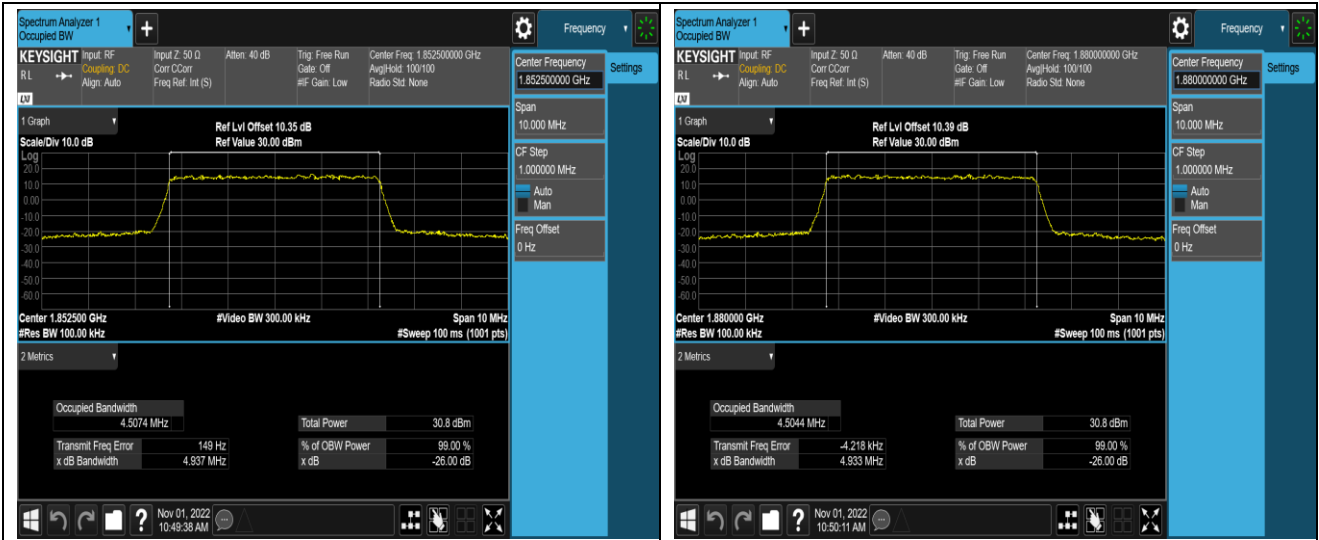 Spectrum Analyzer 1
Occupied BW
+
Frequency
KEYSIGHT
Input: RF
Coupling: DC
Align: Auto
Input Z: 50 Ω
Corr CCorr
Freq Ref: Int (S)
Atten: 40 dB
Trig: Free Run
Gate: Off
#IF Gain: Low
Center Freq: 1.852500000 GHz
Avg|Hold: 100/100
Radio Std: None
RL
LXI
Center Frequency
1.852500000 GHz
Settings
Span
10.000 MHz
CF Step
1.000000 MHz
Auto
Man
Freq Offset
0 Hz
1 Graph
Ref Lvl Offset 10.35 dB
Scale/Div 10.0 dB
Ref Value 30.00 dBm
Log
20.0
10.0
0.00
-10.0
-20.0
-30.0
-40.0
-50.0
-60.0
Center 1.852500 GHz
#Video BW 300.00 kHz
Span 10 MHz
#Res BW 100.00 kHz
#Sweep 100 ms (1001 pts)
2 Metrics
Occupied Bandwidth
4.5074 MHz
Total Power
30.8 dBm
Transmit Freq Error
149 Hz
% of OBW Power
99.00 %
x dB Bandwidth
4.937 MHz
x dB
-26.00 dB
?
Nov 01, 2022
10:49:38 AM
Spectrum Analyzer 1
Occupied BW
+
Frequency
KEYSIGHT
Input: RF
Coupling: DC
Align: Auto
Input Z: 50 Ω
Corr CCorr
Freq Ref: Int (S)
Atten: 40 dB
Trig: Free Run
Gate: Off
#IF Gain: Low
Center Freq: 1.880000000 GHz
Avg|Hold: 100/100
Radio Std: None
RL
LXI
Center Frequency
1.880000000 GHz
Settings
Span
10.000 MHz
CF Step
1.000000 MHz
Auto
Man
Freq Offset
0 Hz
1 Graph
Ref Lvl Offset 10.39 dB
Scale/Div 10.0 dB
Ref Value 30.00 dBm
Log
20.0
10.0
0.00
-10.0
-20.0
-30.0
-40.0
-50.0
-60.0
Center 1.880000 GHz
#Video BW 300.00 kHz
Span 10 MHz
#Res BW 100.00 kHz
#Sweep 100 ms (1001 pts)
2 Metrics
Occupied Bandwidth
4.5044 MHz
Total Power
30.8 dBm
Transmit Freq Error
-4.218 kHz
% of OBW Power
99.00 %
x dB Bandwidth
4.933 MHz
x dB
-26.00 dB
?
Nov 01, 2022
10:50:11 AM